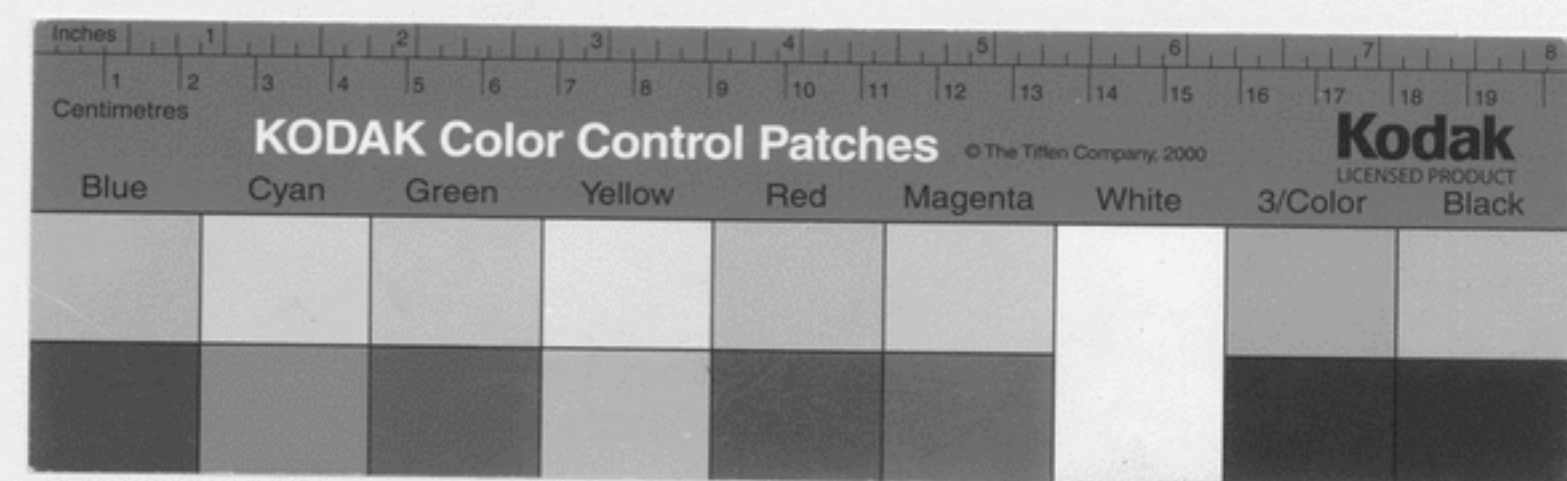 Inches 1 2 3 4 5 6 7 8
1 2 3 4 5 6 7 8 9 10 11 12 13 14 15 16 17 18 19
Centimetres
KODAK Color Control Patches © The Tiffen Company, 2000
Kodak
LICENSED PRODUCT
Blue Cyan Green Yellow Red Magenta White 3/Color Black